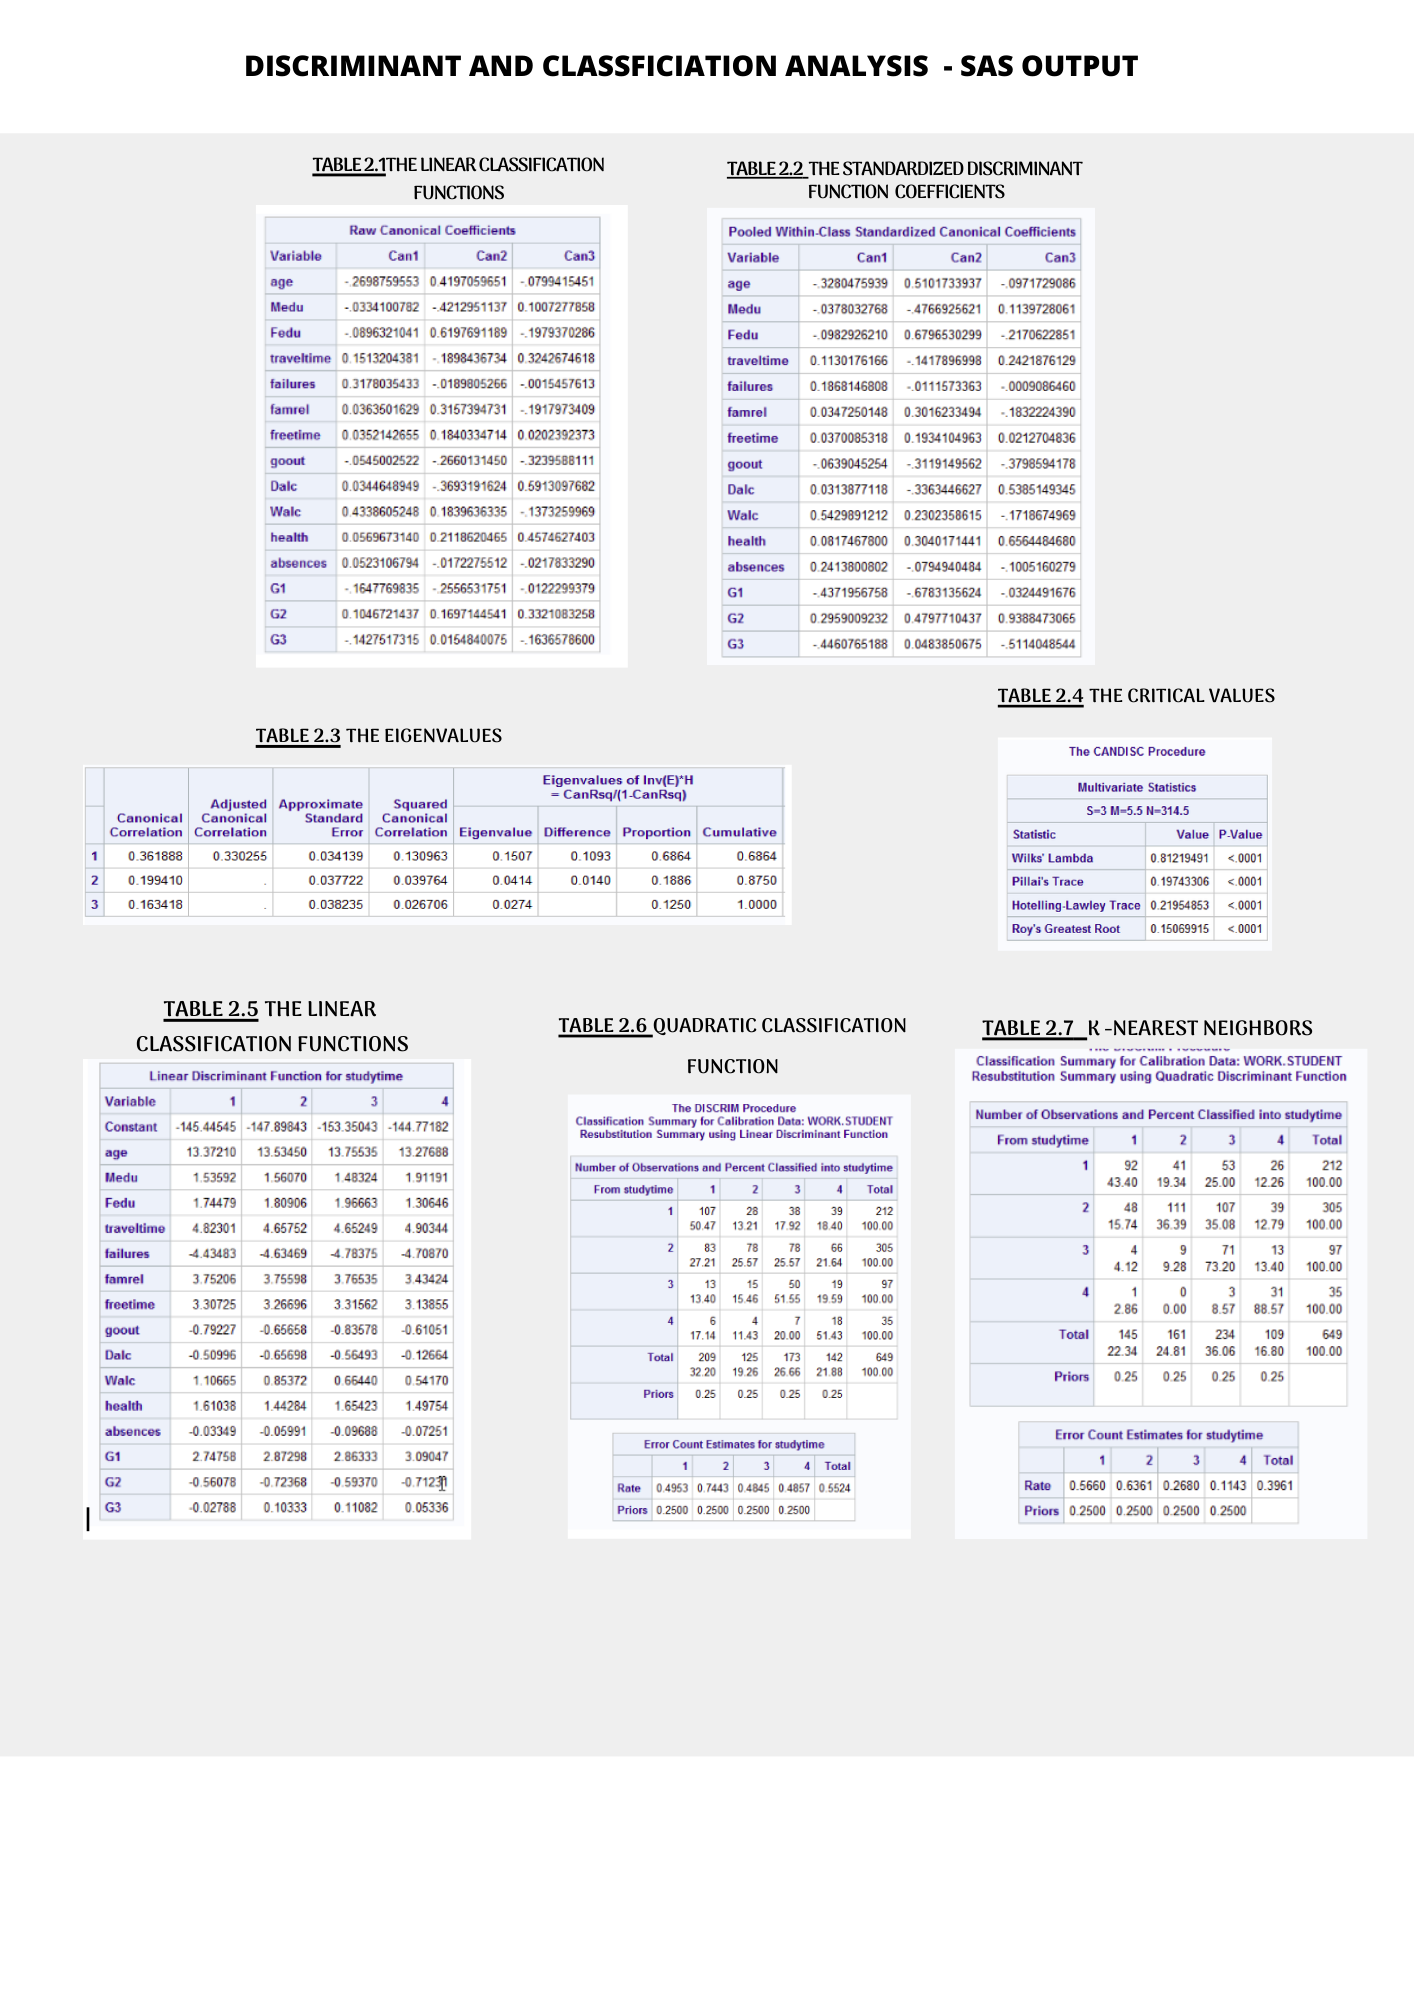 DISCRIMINANT AND CLASSFICIATION ANALYSIS - SAS OUTPUT
TABLE 2.1THE LINEAR CLASSIFICATION
FUNCTIONS
Raw Canonical Coefficients
Variable Can1 Can2 Can3
age -.2698759553 0.4197059651 -.0799415451
Medu -.0334100782 -.4212951137 0.1007277858
Fedu -.0896321041 0.6197691189 -.1979370286
traveltime 0.1513204381 -.1898436734 0.3242674618
failures 0.3178035433 -.0189805266 -.0015457613
famrel 0.0363501629 0.3157394731 -.1917973409
freetime 0.0352142655 0.1840334714 0.0202392373
goout -.0545002522 -.2660131450 -.3239588111
Dalc 0.0344648949 -.3693191624 0.5913097682
Walc 0.4338605248 0.1839636335 -.1373259969
health 0.0569673140 0.2118620465 0.4574627403
absences 0.0523106794 -.0172275512 -.0217833290
G1 -.1647769835 -.2556531751 -.0122299379
G2 0.1046721437 0.1697144541 0.3321083258
G3 -.1427517315 0.0154840075 -.1636578600
TABLE 2.2 THE STANDARDIZED DISCRIMINANT
FUNCTION COEFFICIENTS
Pooled Within-Class Standardized Canonical Coefficients
Variable Can1 Can2 Can3
age -.3280475939 0.5101733937 -.0971729086
Medu -.0378032768 -.4766925621 0.1139728061
Fedu -.0982926210 0.6796530299 -.2170622851
traveltime 0.1130176166 -.1417896998 0.2421876129
failures 0.1868146808 -.0111573363 -.0009086460
famrel 0.0347250148 0.3016233494 -.1832224390
freetime 0.0370085318 0.1934104963 0.0212704836
goout -.0639045254 -.3119149562 -.3798594178
Dalc 0.0313877118 -.3363446627 0.5385149345
Walc 0.5429891212 0.2302358615 -.1718674969
health 0.0817467800 0.3040171441 0.6564484680
absences 0.2413800802 -.0794940484 -.1005160279
G1 -.4371956758 -.6783135624 -.0324491676
G2 0.2959009232 0.4797710437 0.9388473065
G3 -.4460765188 0.0483850675 -.5114048544
TABLE 2.3 THE EIGENVALUES
Eigenvalues of Inv(E)*H
= CanRsq/(1-CanRsq)
Canonical Correlation Adjusted Canonical Correlation Approximate Standard Error Squared Canonical Correlation Eigenvalue Difference Proportion Cumulative
1 0.361888 0.330255 0.034139 0.130963 0.1507 0.1093 0.6864 0.6864
2 0.199410 . 0.037722 0.039764 0.0414 0.0140 0.1886 0.8750
3 0.163418 . 0.038235 0.026706 0.0274 0.1250 1.0000
TABLE 2.4 THE CRITICAL VALUES
The CANDISC Procedure
Multivariate Statistics
S=3 M=5.5 N=314.5
Statistic Value P-Value
Wilks' Lambda 0.81219491 <.0001
Pillai's Trace 0.19743306 <.0001
Hotelling-Lawley Trace 0.21954853 <.0001
Roy's Greatest Root 0.15069915 <.0001
TABLE 2.5 THE LINEAR
CLASSIFICATION FUNCTIONS
Linear Discriminant Function for studytime
Variable 1 2 3 4
Constant -145.44545 -147.89843 -153.35043 -144.77182
age 13.37210 13.53450 13.75535 13.27688
Medu 1.53592 1.56070 1.48324 1.91191
Fedu 1.74479 1.80906 1.96663 1.30646
traveltime 4.82301 4.65752 4.65249 4.90344
failures -4.43483 -4.63469 -4.78375 -4.70870
famrel 3.75206 3.75598 3.76535 3.43424
freetime 3.30725 3.26696 3.31562 3.13855
goout -0.79227 -0.65658 -0.83578 -0.61051
Dalc -0.50996 -0.65698 -0.56493 -0.12664
Walc 1.10665 0.85372 0.66440 0.54170
health 1.61038 1.44284 1.65423 1.49754
absences -0.03349 -0.05991 -0.09688 -0.07251
G1 2.74758 2.87298 2.86333 3.09047
G2 -0.56078 -0.72368 -0.59370
G3 -0.02788 0.10333 0.11082 0.05336
TABLE 2.6 QUADRATIC CLASSIFICATION
FUNCTION
The DISCRIM Procedure
Classification Summary for Calibration Data: WORK.STUDENT
Resubstitution Summary using Linear Discriminant Function
Number of Observations and Percent Classified into studytime
From studytime 1 2 3 4 Total
1 107 28 38 39 212
50.47 13.21 17.92 18.40 100.00
2 83 78 78 66 305
27.21 25.57 25.57 21.64 100.00
3 13 15 50 19 97
13.40 15.46 51.55 19.59 100.00
4 6 4 7 18 35
17.14 11.43 20.00 51.43 100.00
Total 209 125 173 142 649
32.20 19.26 26.66 21.88 100.00
Priors 0.25 0.25 0.25 0.25
Error Count Estimates for studytime
1 2 3 4 Total
Rate 0.4953 0.7443 0.4845 0.4857 0.5524
Priors 0.2500 0.2500 0.2500 0.2500
TABLE 2.7 K -NEAREST NEIGHBORS
Classification Summary for Calibration Data: WORK.STUDENT
Resubstitution Summary using Quadratic Discriminant Function
Number of Observations and Percent Classified into studytime
From studytime 1 2 3 4 Total
1 92 41 53 26 212
43.40 19.34 25.00 12.26 100.00
2 48 111 107 39 305
15.74 36.39 35.08 12.79 100.00
3 4 9 71 13 97
4.12 9.28 73.20 13.40 100.00
4 1 0 3 31 35
2.86 0.00 8.57 88.57 100.00
Total 145 161 234 109 649
22.34 24.81 36.06 16.80 100.00
Priors 0.25 0.25 0.25 0.25
Error Count Estimates for studytime
1 2 3 4 Total
Rate 0.5660 0.6361 0.2680 0.1143 0.3961
Priors 0.2500 0.2500 0.2500 0.2500